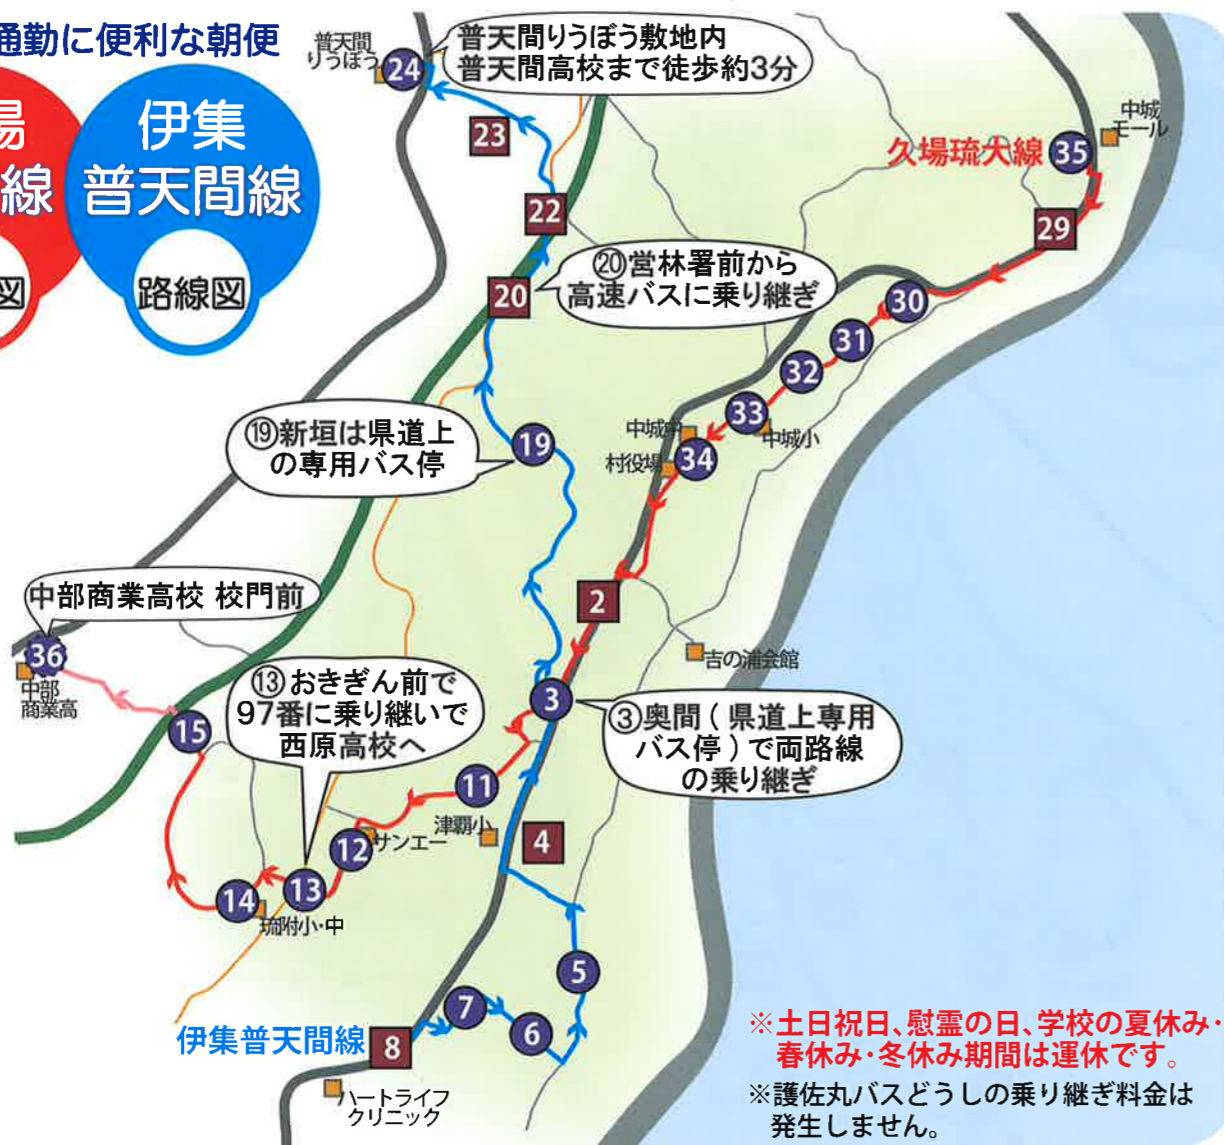 通勤に便利な朝便
場
線
図
伊集
普天間線
路線図
普天間
りうぼう
24
普天間りうぼう敷地内
普天間高校まで徒歩約3分
23
22
20
⑳営林署前から
高速バスに乗り継ぎ
久場琉大線
35
中城
モール
29
30
31
32
33
中城小
中城中
村役場
34
⑲新垣は県道上
の専用バス停
19
中部商業高校 校門前
36
中部
商業高
2
吉の浦会館
⑬おきぎん前で
97番に乗り継いで
西原高校へ
15
3
③奥間(県道上専用
バス停)で両路線
の乗り継ぎ
11
津覇小
4
12
サンエー
13
14
琉附小・中
5
7
6
伊集普天間線
8
ハートライフ
クリニック
※土日祝日、慰霊の日、学校の夏休み・
春休み・冬休み期間は運休です。
※護佐丸バスどうしの乗り継ぎ料金は
発生しません。